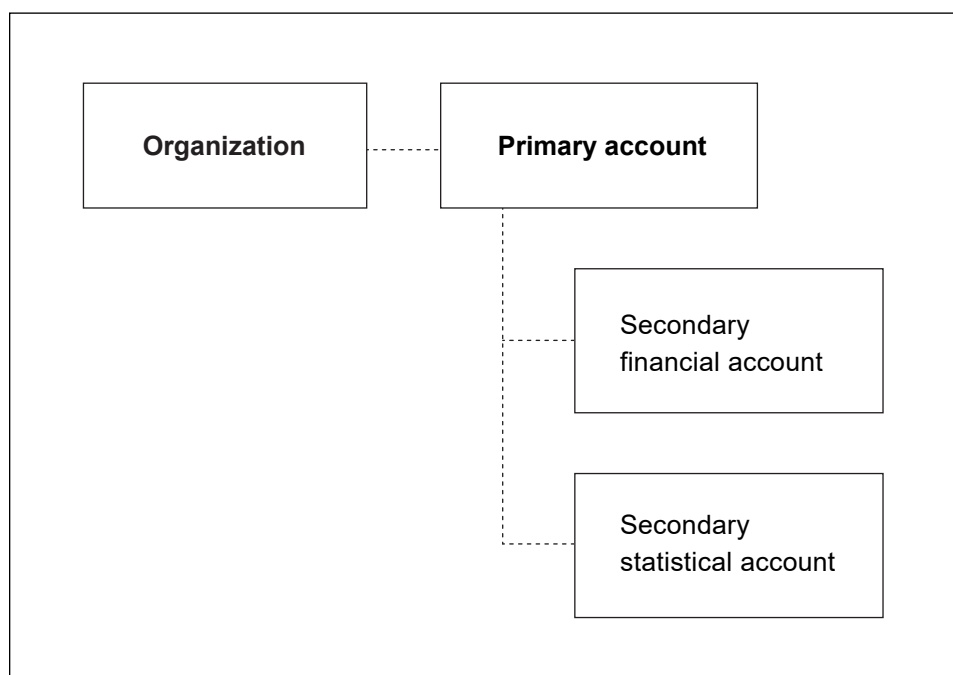 Organization
Primary account
Secondary
financial account
Secondary
statistical account